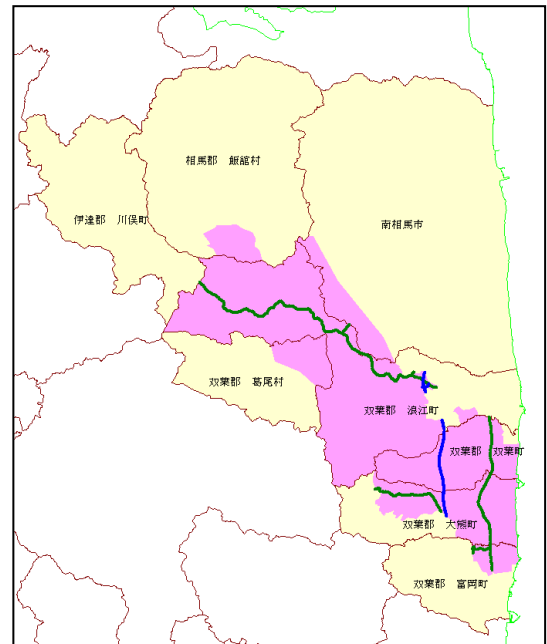 相馬郡 飯舘村
伊達郡 川俣町
南相馬市
双葉郡 葛尾村
双葉郡 浪江町
双葉郡 双葉町
双葉郡 大熊町
双葉郡 富岡町